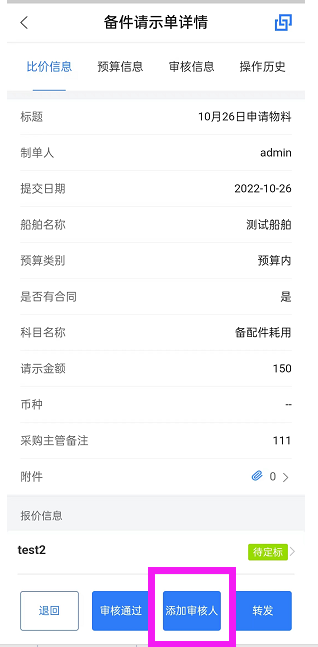 备件请示单详情
比价信息 预算信息 审核信息 操作历史
标题 10月26日申请物料
制单人 admin
提交日期 2022-10-26
船舶名称 测试船舶
预算类别 预算内
是否有合同 是
科目名称 备配件耗用
请示金额 150
币种 --
采购主管备注 111
附件 0
报价信息
test2 待定标
退回 审核通过 添加审核人 转发